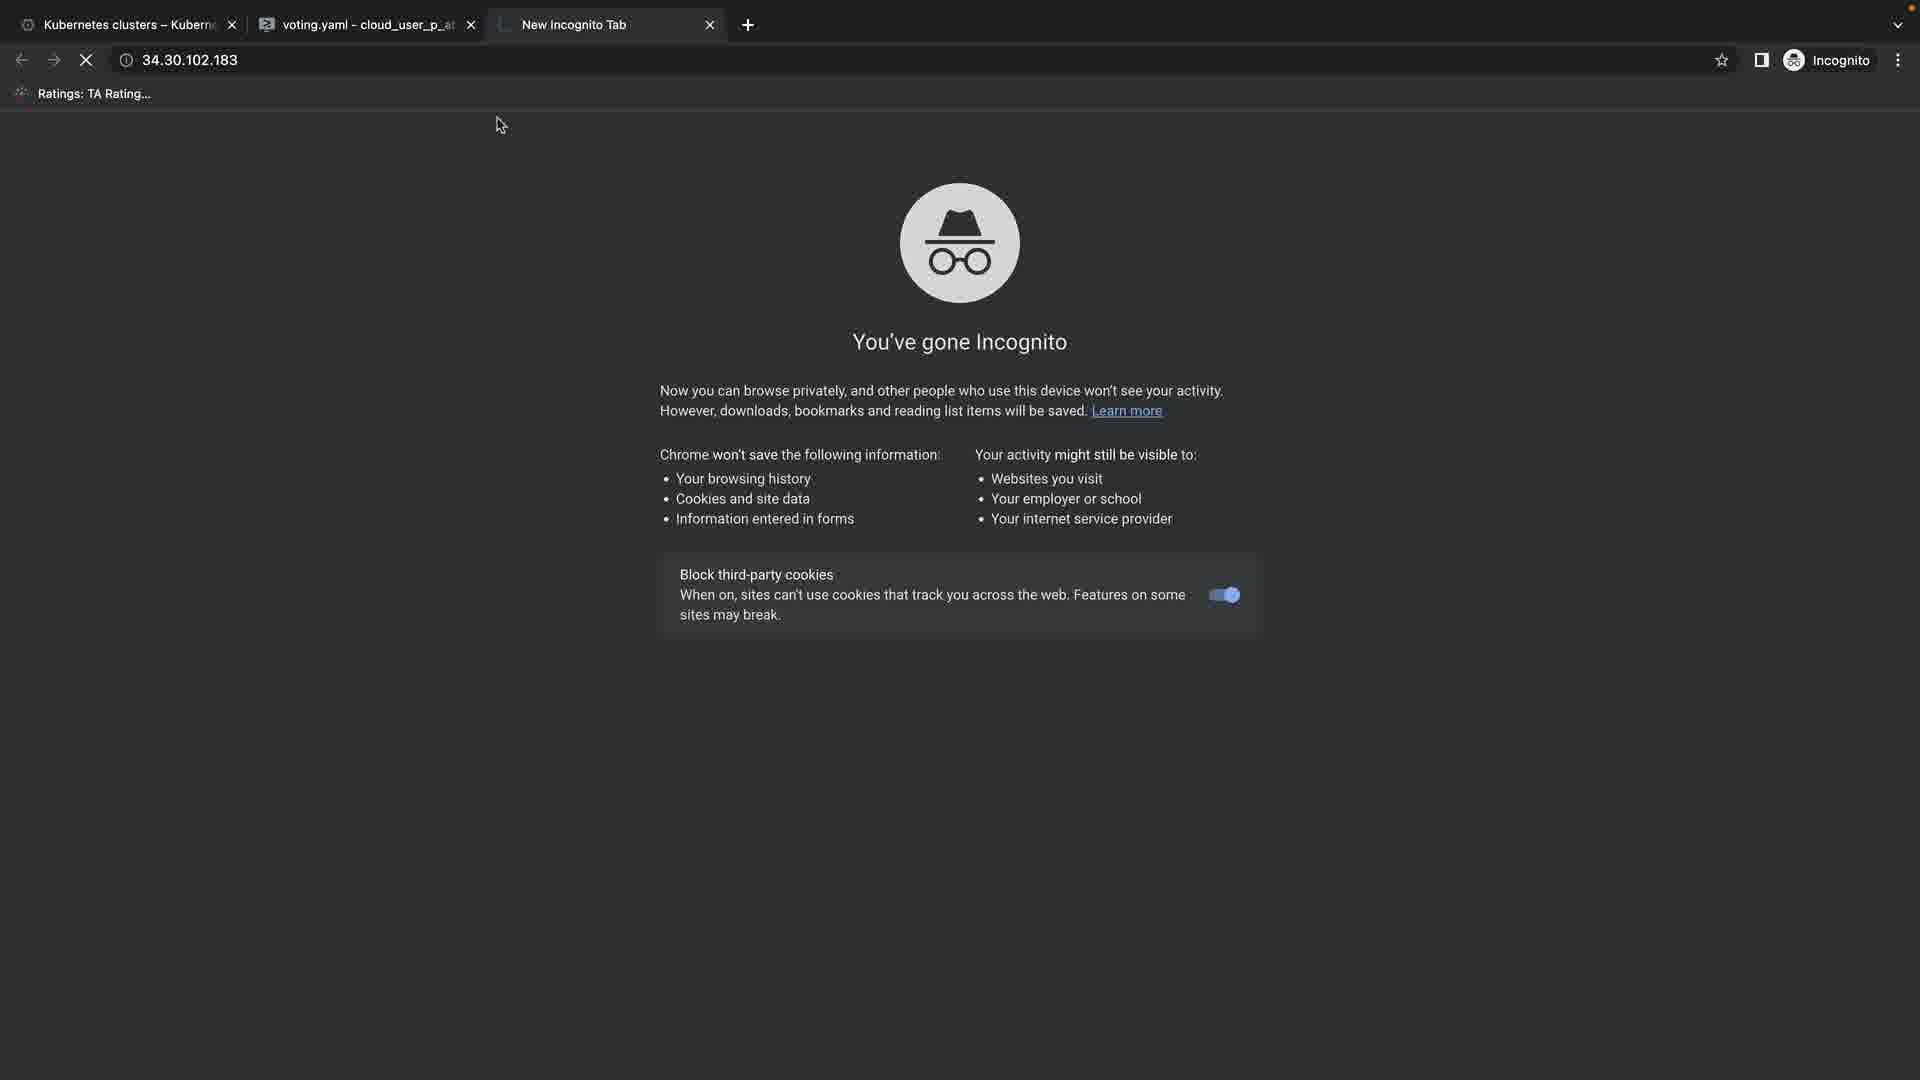 Kubernetes clusters – Kuberne
voting.yaml - cloud_user_p_at
New Incognito Tab
34.30.102.183
Incognito
Ratings: TA Rating...
You've gone Incognito
Now you can browse privately, and other people who use this device won't see your activity.
However, downloads, bookmarks and reading list items will be saved. Learn more
Chrome won't save the following information:
• Your browsing history
• Cookies and site data
• Information entered in forms
Your activity might still be visible to:
• Websites you visit
• Your employer or school
• Your internet service provider
Block third-party cookies
When on, sites can't use cookies that track you across the web. Features on some
sites may break.